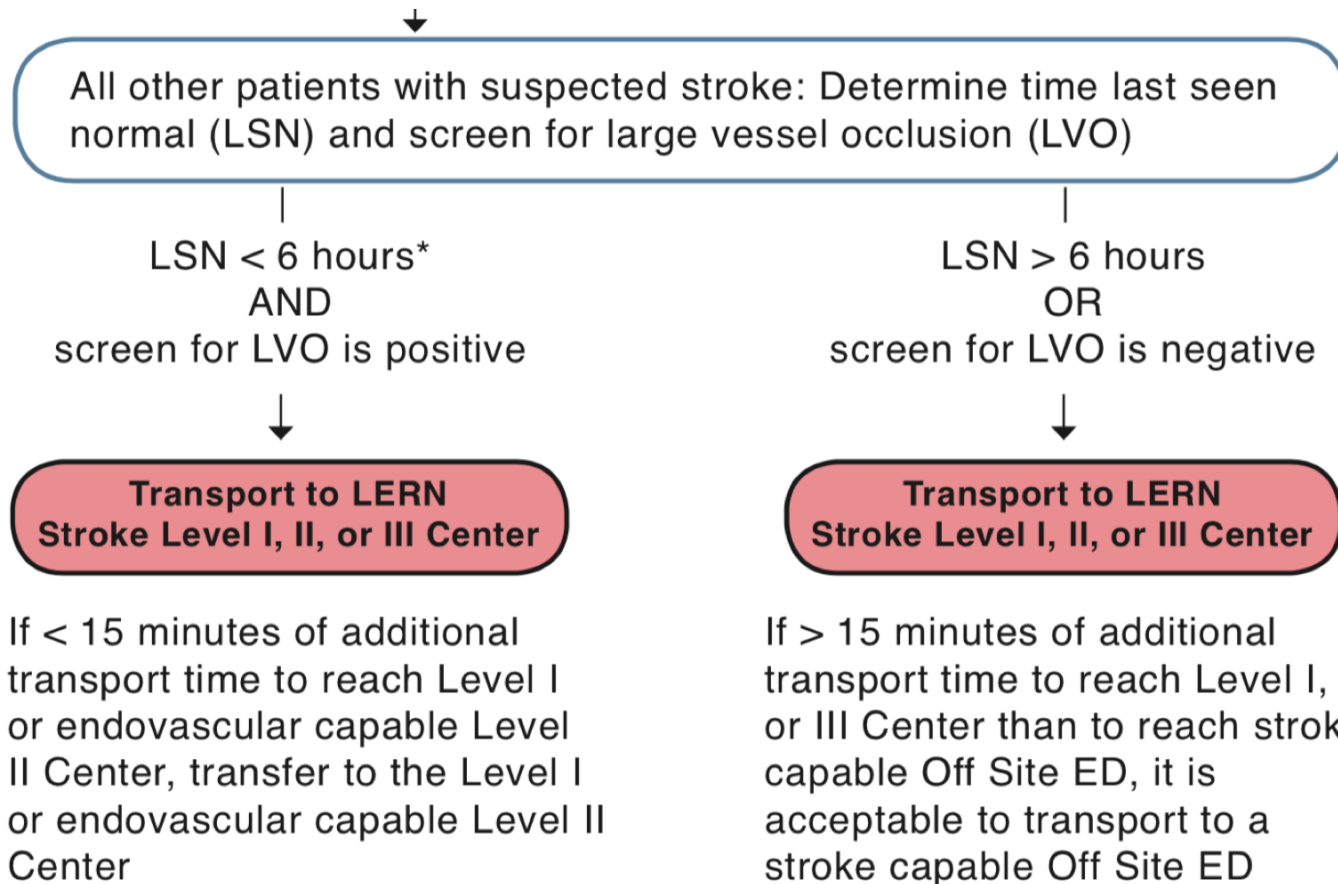 All other patients with suspected stroke: Determine time last seen
normal (LSN) and screen for large vessel occlusion (LVO)
LSN < 6 hours*
AND
screen for LVO is positive
LSN > 6 hours
OR
screen for LVO is negative
Transport to LERN
Stroke Level I, II, or III Center
Transport to LERN
Stroke Level I, II, or III Center
If < 15 minutes of additional
transport time to reach Level I
or endovascular capable Level
II Center, transfer to the Level I
or endovascular capable Level II
Center
If > 15 minutes of additional
transport time to reach Level I,
or III Center than to reach
capable Off Site ED, it is
acceptable to transport to a
stroke capable Off Site ED